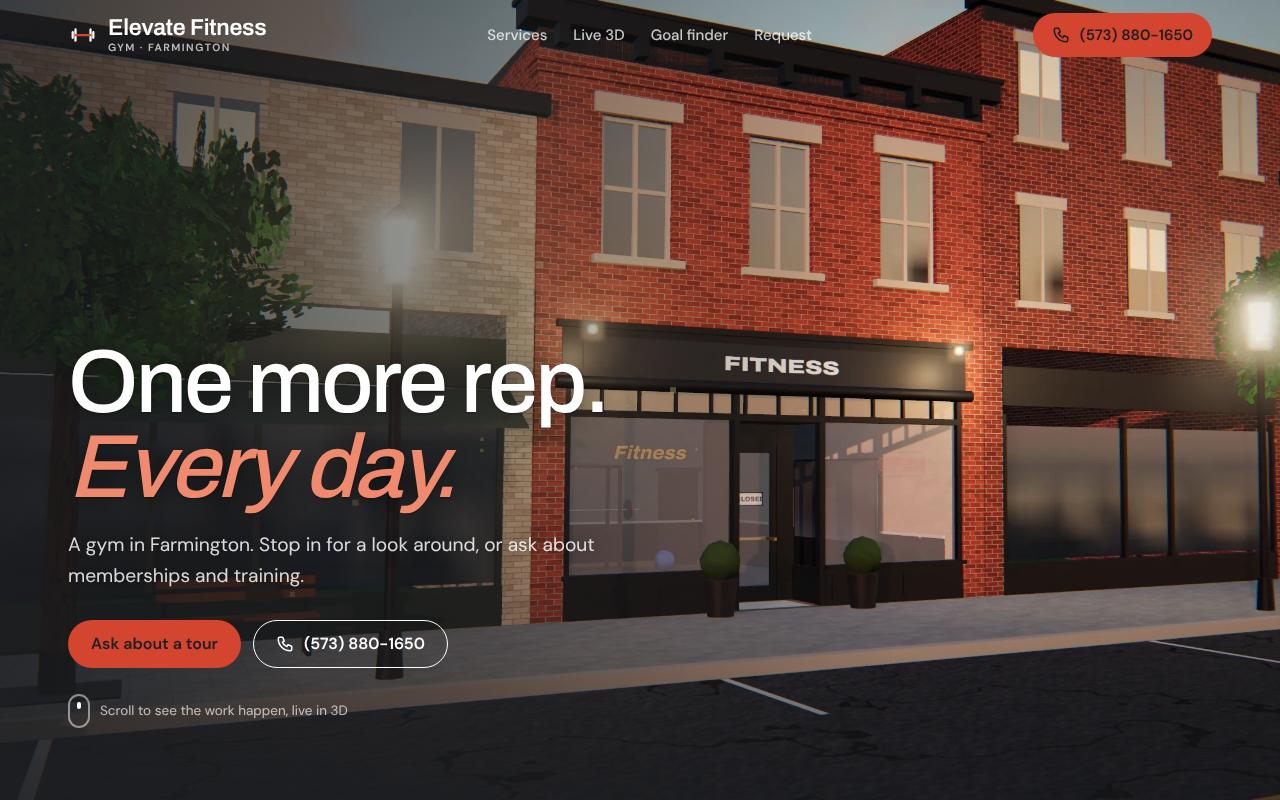 Elevate Fitness
GYM · FARMINGTON
Services
Live 3D
Goal finder
Request
(573) 880-1650
FITNESS
Fitness
One more rep.
Every day.
A gym in Farmington. Stop in for a look around, or ask about
memberships and training.
Ask about a tour
(573) 880-1650
Scroll to see the work happen, live in 3D